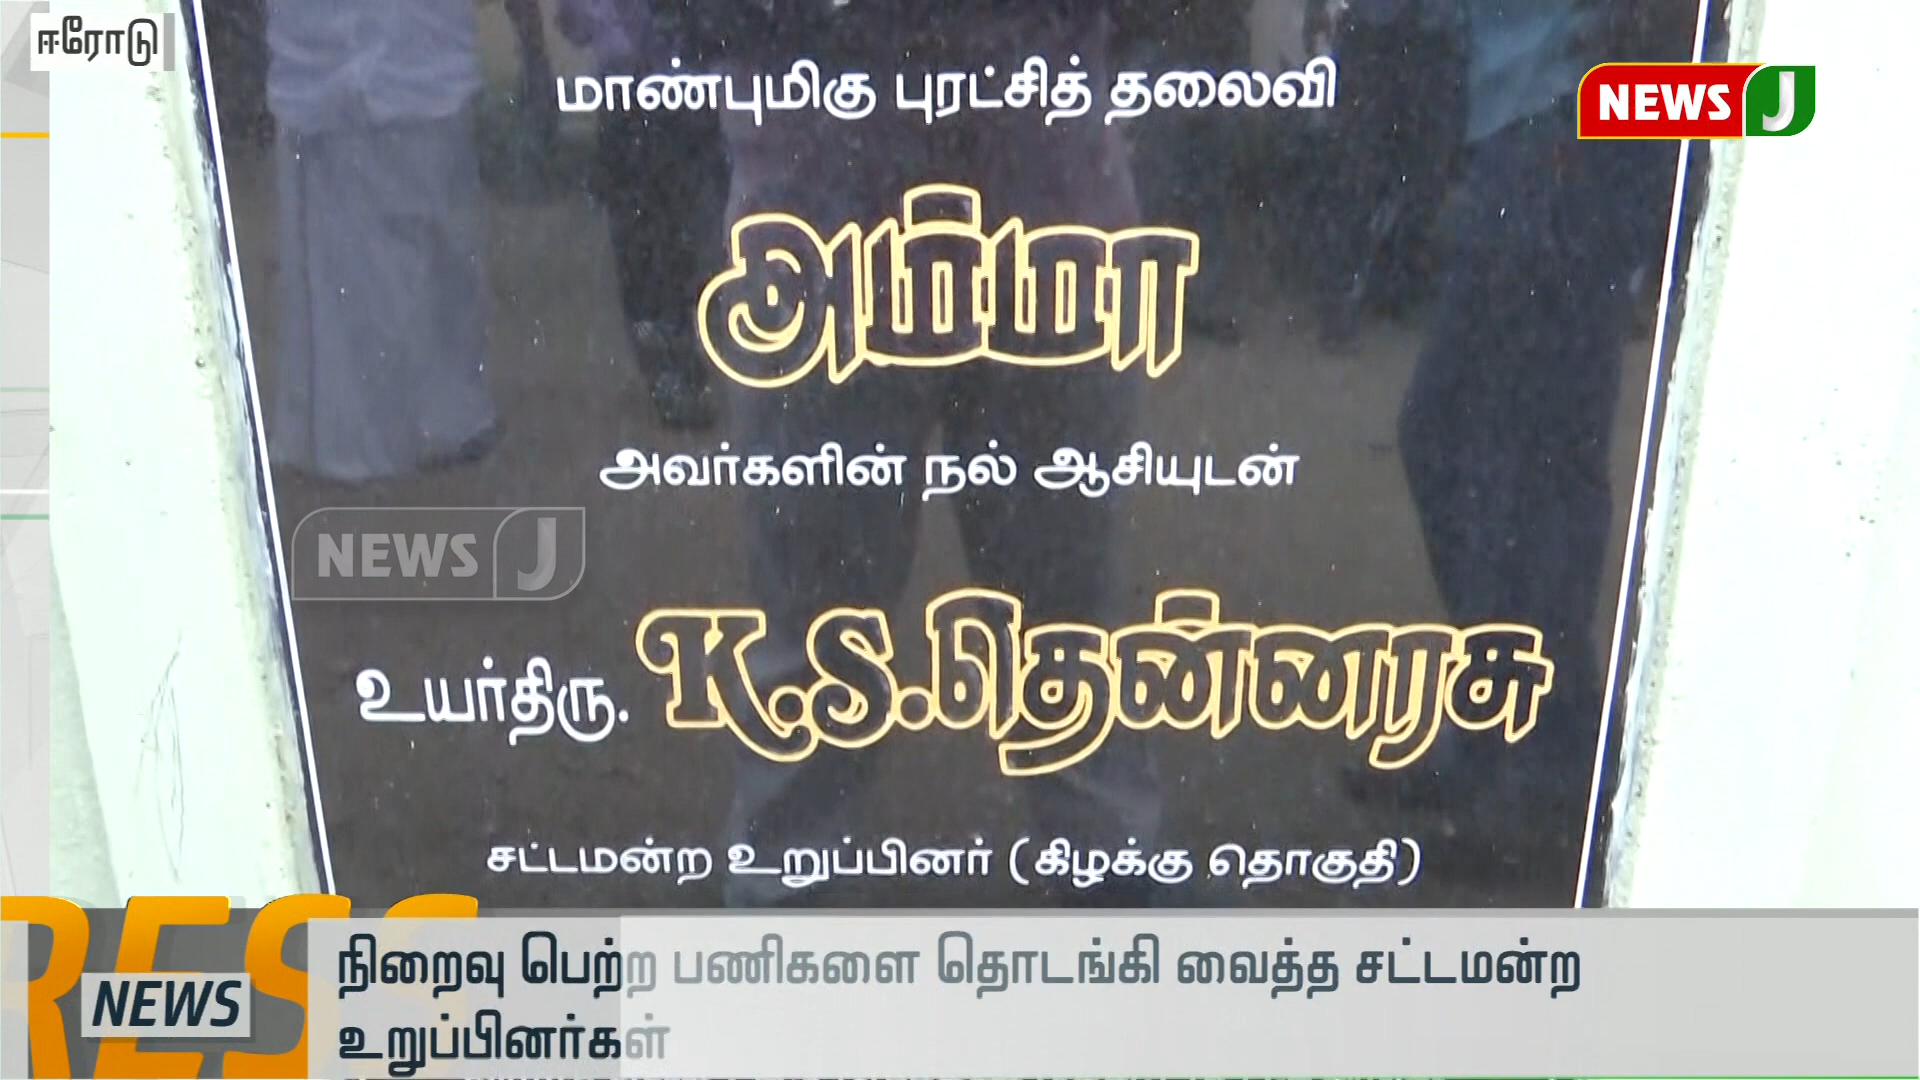 ஈரோடு
மாண்புமிகு புரட்சித் தலைவி
NEWS J
அம்மா
அவர்களின் நல் ஆசியுடன்
NEWS J
உயர்திரு. K.S.தென்னரசு
சட்டமன்ற உறுப்பினர் (கிழக்கு தொகுதி)
RESS
NEWS
நிறைவு பெற்ற பணிகளை தொடங்கி வைத்த சட்டமன்ற
உறுப்பினர்கள்